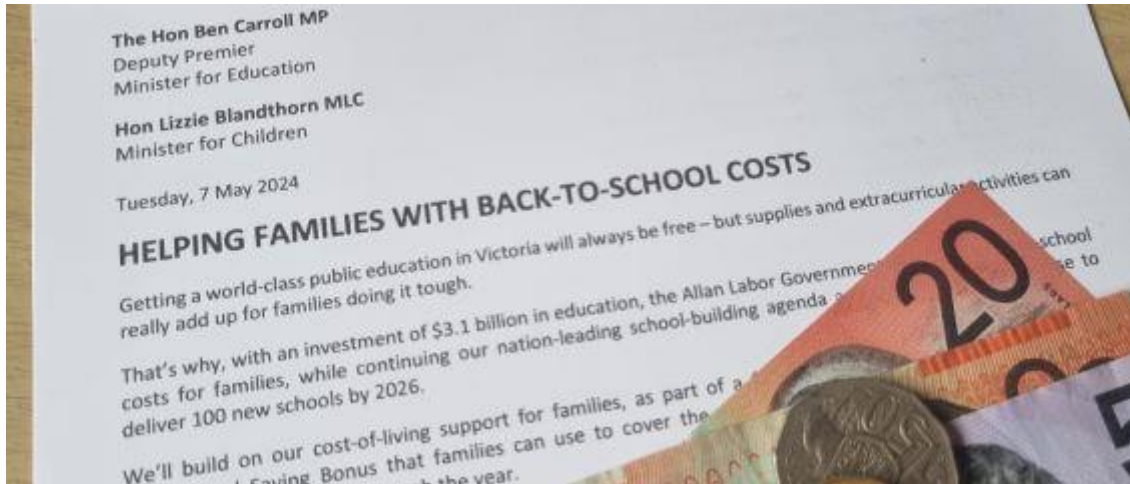 The Hon Ben Carroll MP
Deputy Premier
Minister for Education
Hon Lizzie Blandthorn MLC
Minister for Children
Tuesday, 7 May 2024
HELPING FAMILIES WITH BACK-TO-SCHOOL COSTS
Getting a world-class public education in Victoria will always be free – but supplies and extracurricular activities can
really add up for families doing it tough.
That's why, with an investment of $3.1 billion in education, the Allan Labor Government school
costs for families, while continuing our nation-leading school-building agenda to
deliver 100 new schools by 2026.
We'll build on our cost-of-living support for families, as part of a
Saving Bonus that families can use to cover the
the year.
20
20
5